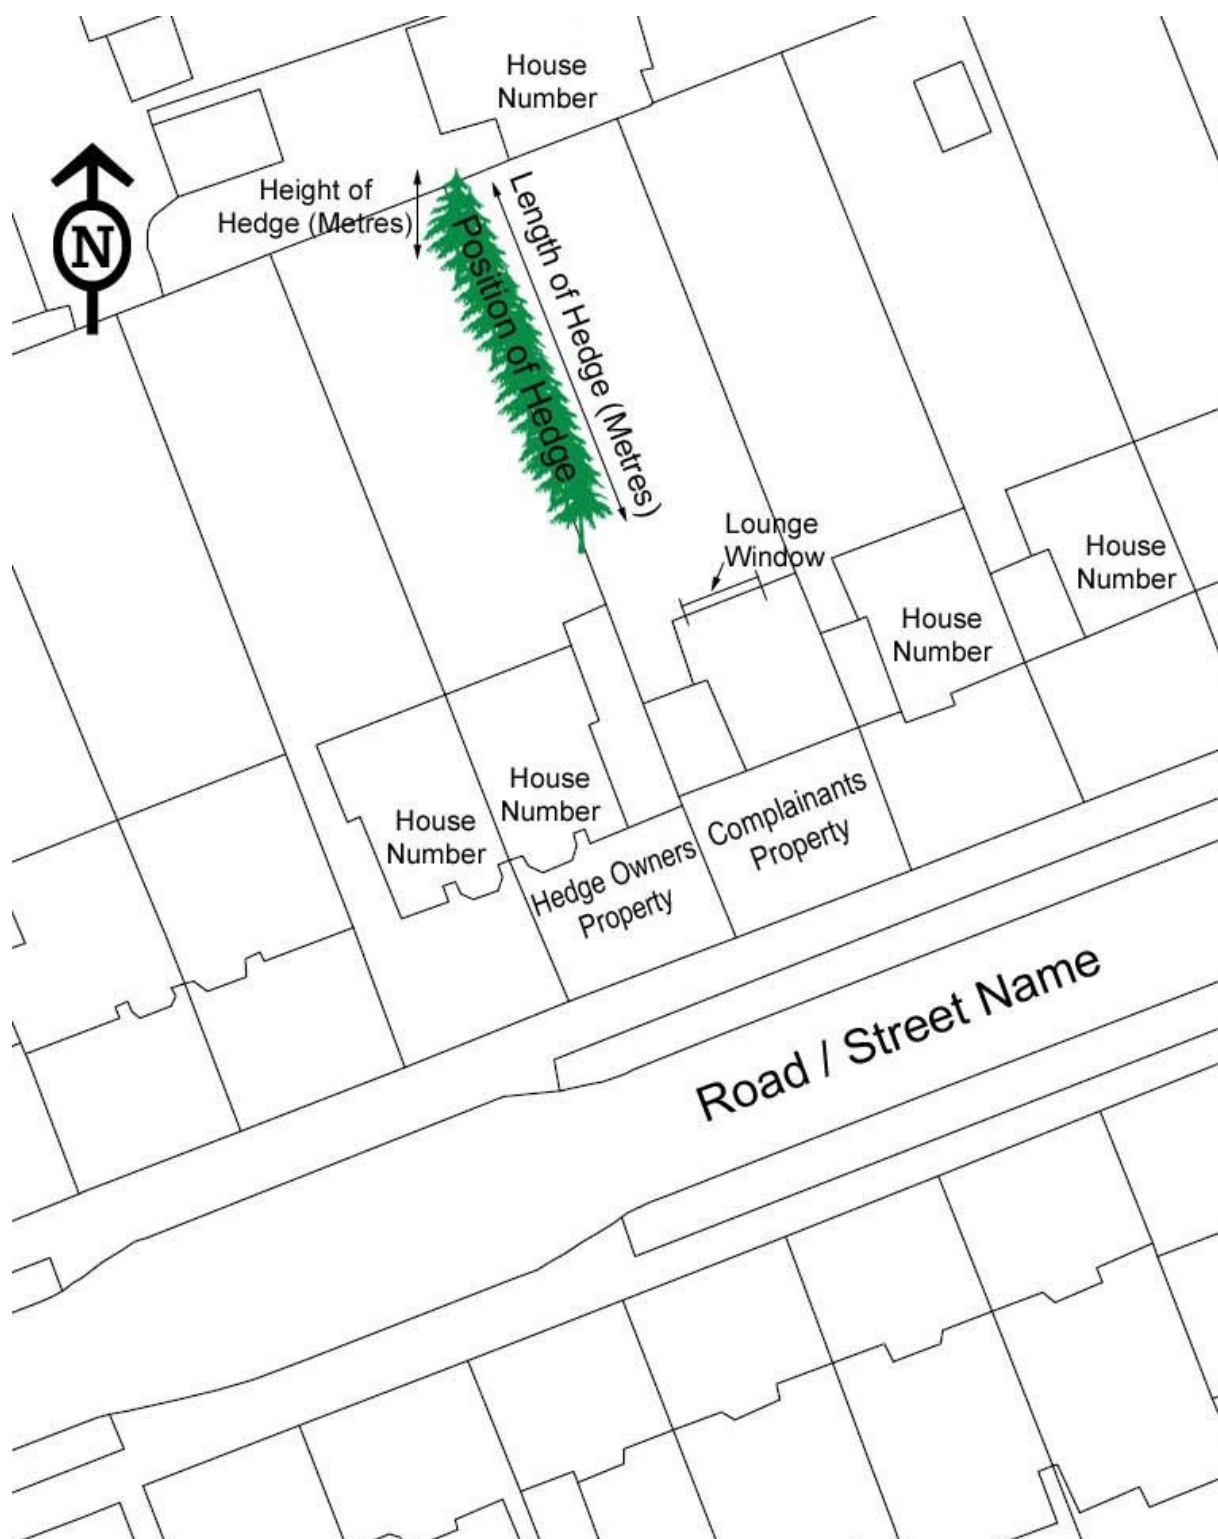 House
Number
Height of
Hedge (Metres)
N
Position of Hedge
Length of Hedge (Metres)
Lounge
Window
House
Number
House
Number
House
Number
House
Number
Hedge Owners
Property
Complainants
Property
Road / Street Name